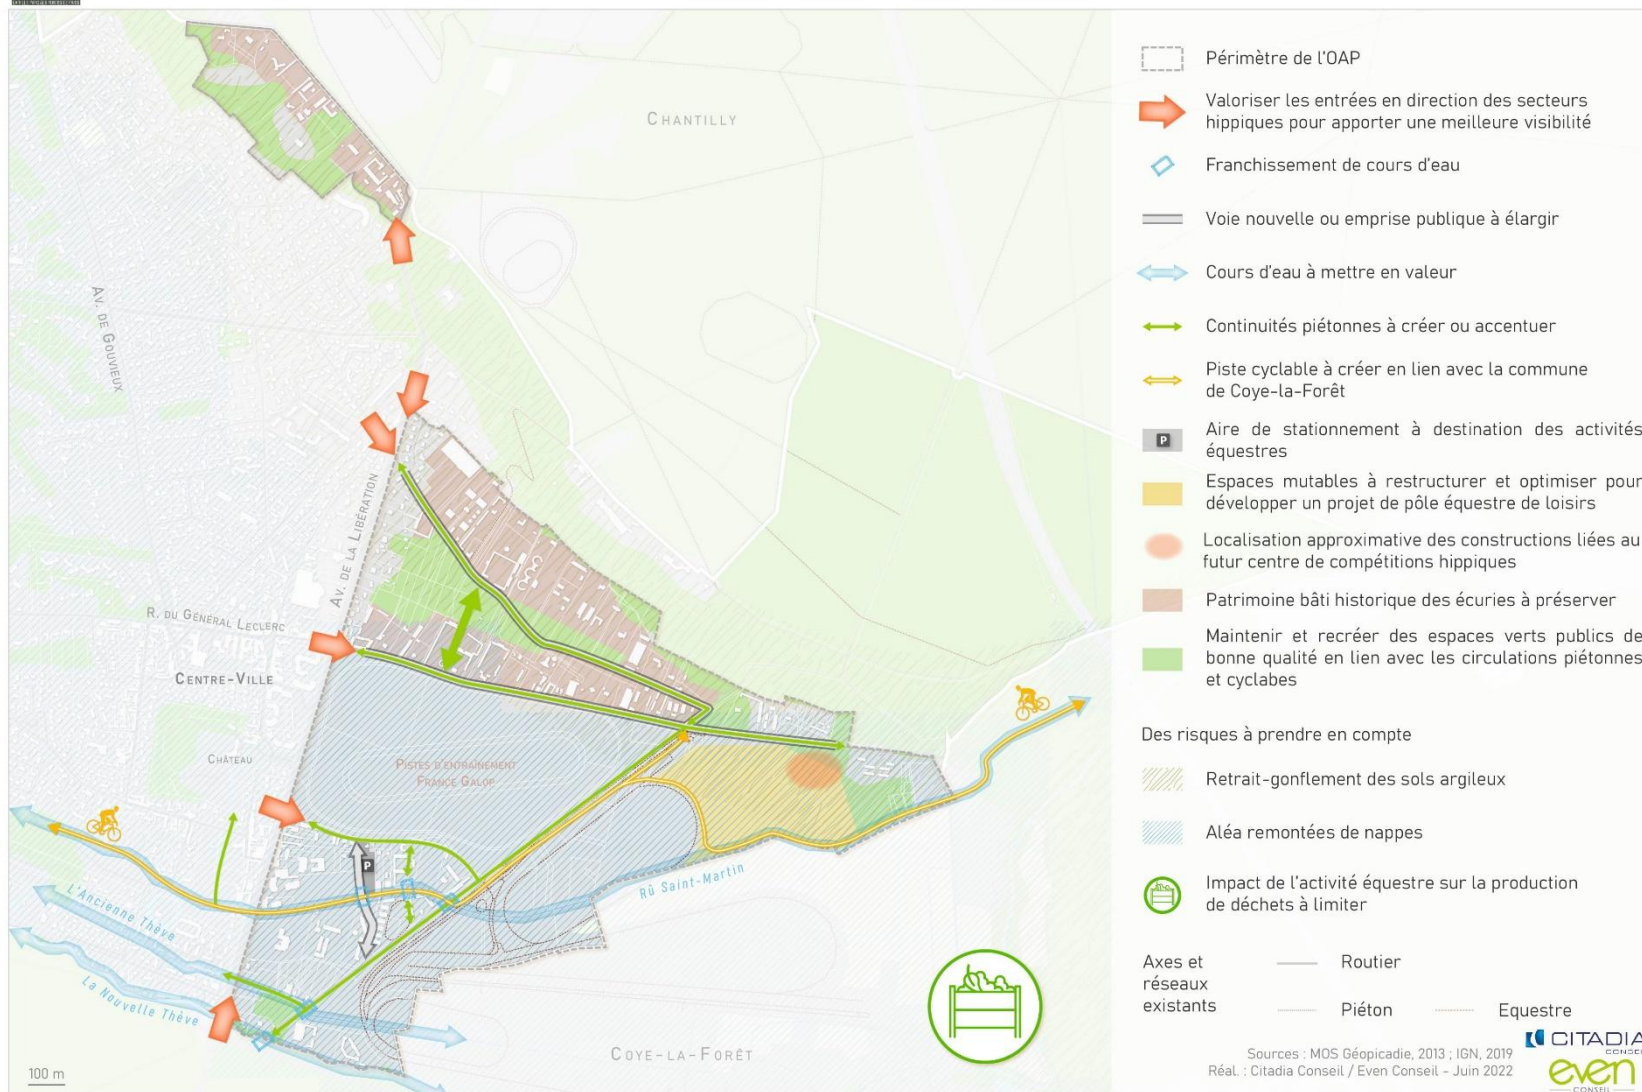 CHANTILLY
AV. DE GOUVIEUX
AV. DE LA LIBÉRATION
R. DU GÉNÉRAL LECLERC
CENTRE-VILLE
CHÂTEAU
PISTES D'ENTRAÎNEMENT
FRANCE GALOP
P
Rû Saint-Martin
L'Ancienne Thève
La Nouvelle Thève
COYE-LA-FORÊT
100 m
Périmètre de l'OAP
Valoriser les entrées en direction des secteurs
hippiques pour apporter une meilleure visibilité
Franchissement de cours d'eau
Voie nouvelle ou emprise publique à élargir
Cours d'eau à mettre en valeur
Continuités piétonnes à créer ou accentuer
Piste cyclable à créer en lien avec la commune
de Coye-la-Forêt
P
Aire de stationnement à destination des activités
équestres
Espaces mutables à restructurer et optimiser pour
développer un projet de pôle équestre de loisirs
Localisation approximative des constructions liées au
futur centre de compétitions hippiques
Patrimoine bâti historique des écuries à préserver
Maintenir et recréer des espaces verts publics de
bonne qualité en lien avec les circulations piétonnes
et cyclabes
Des risques à prendre en compte
Retrait-gonflement des sols argileux
Aléa remontées de nappes
Impact de l'activité équestre sur la production
de déchets à limiter
Axes et
réseaux
existants
Routier
Piéton
Equestre
Sources : MOS Géopicadie, 2013 ; IGN, 2019
Réal. : Citadia Conseil / Even Conseil - Juin 2022
CITADIA
CONSEIL
even
CONSEIL